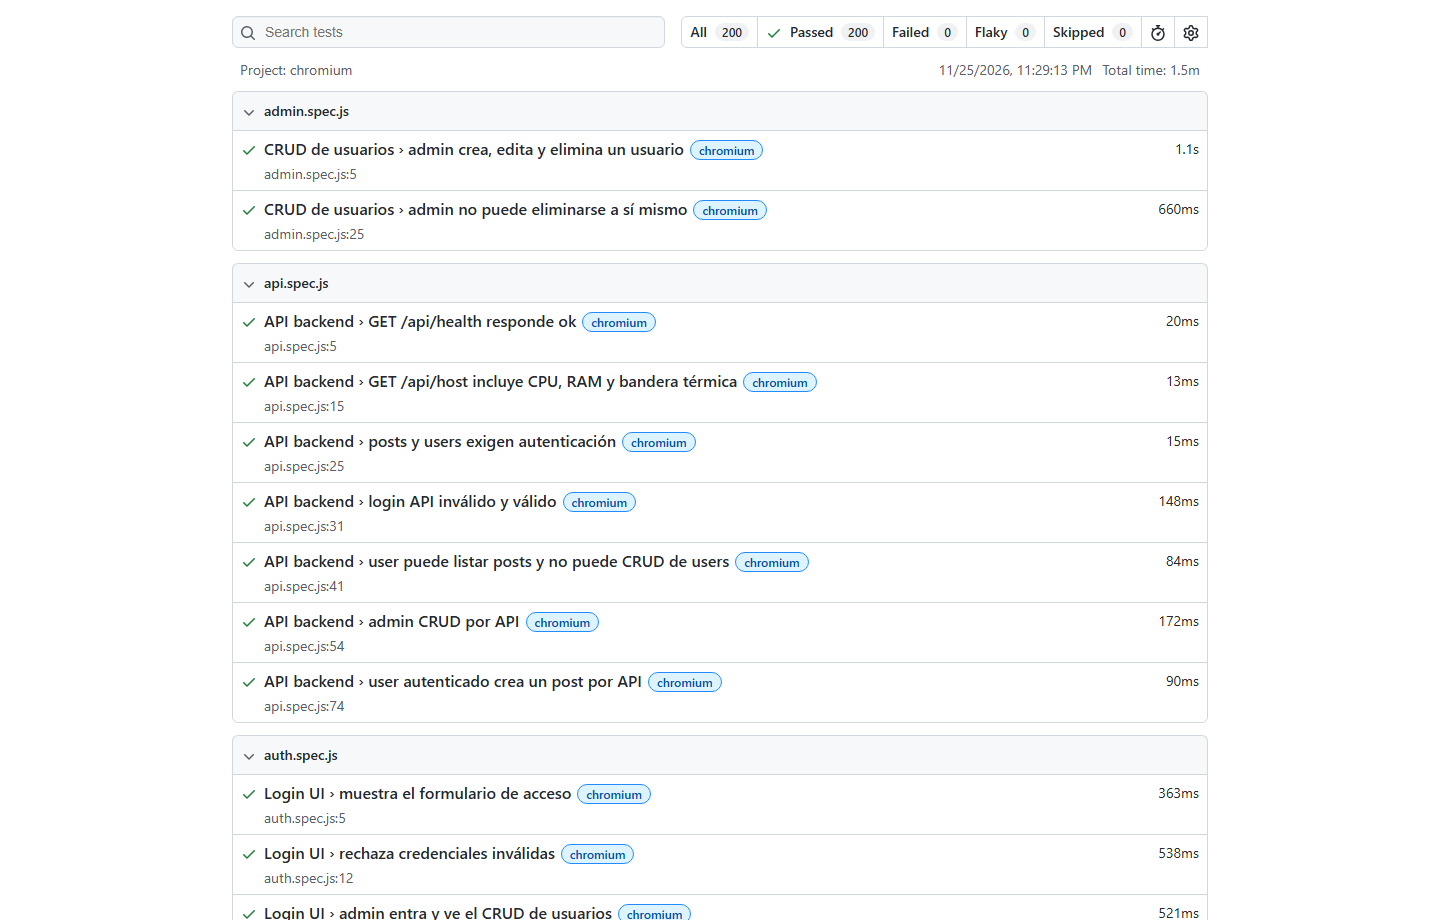 Search tests
All 200 Passed 200 Failed 0 Flaky 0 Skipped 0
Project: chromium 11/25/2026, 11:29:13 PM Total time: 1.5m
admin.spec.js
CRUD de usuarios › admin crea, edita y elimina un usuario chromium 1.1s
admin.spec.js:5
CRUD de usuarios › admin no puede eliminarse a sí mismo chromium 660ms
admin.spec.js:25
api.spec.js
API backend › GET /api/health responde ok chromium 20ms
api.spec.js:5
API backend › GET /api/host incluye CPU, RAM y bandera térmica chromium 13ms
api.spec.js:15
API backend › posts y users exigen autenticación chromium 15ms
api.spec.js:25
API backend › login API inválido y válido chromium 148ms
api.spec.js:31
API backend › user puede listar posts y no puede CRUD de users chromium 84ms
api.spec.js:41
API backend › admin CRUD por API chromium 172ms
api.spec.js:54
API backend › user autenticado crea un post por API chromium 90ms
api.spec.js:74
auth.spec.js
Login UI › muestra el formulario de acceso chromium 363ms
auth.spec.js:5
Login UI › rechaza credenciales inválidas chromium 538ms
auth.spec.js:12
Login UI › admin entra y ve el CRUD de usuarios chromium 521ms